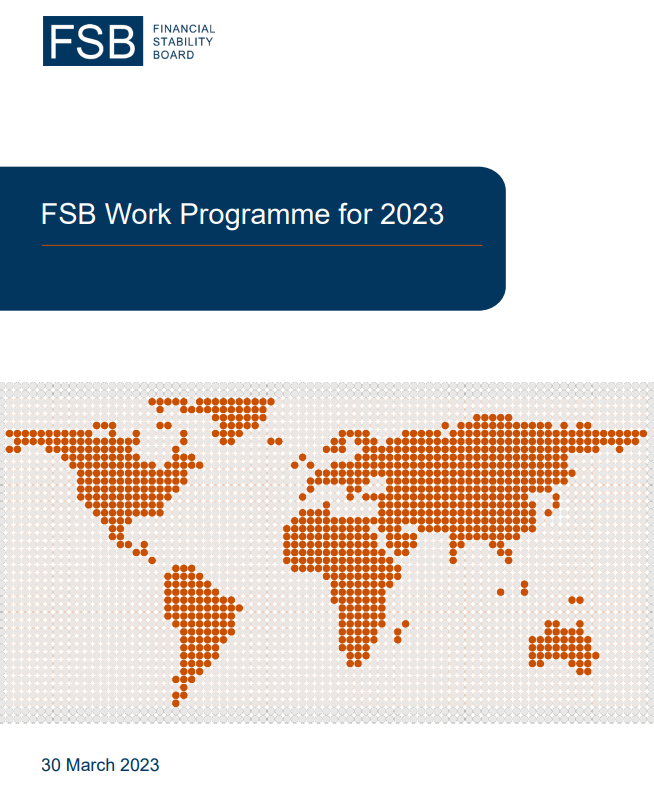 FSB
FINANCIAL
STABILITY
BOARD
FSB Work Programme for 2023
30 March 2023